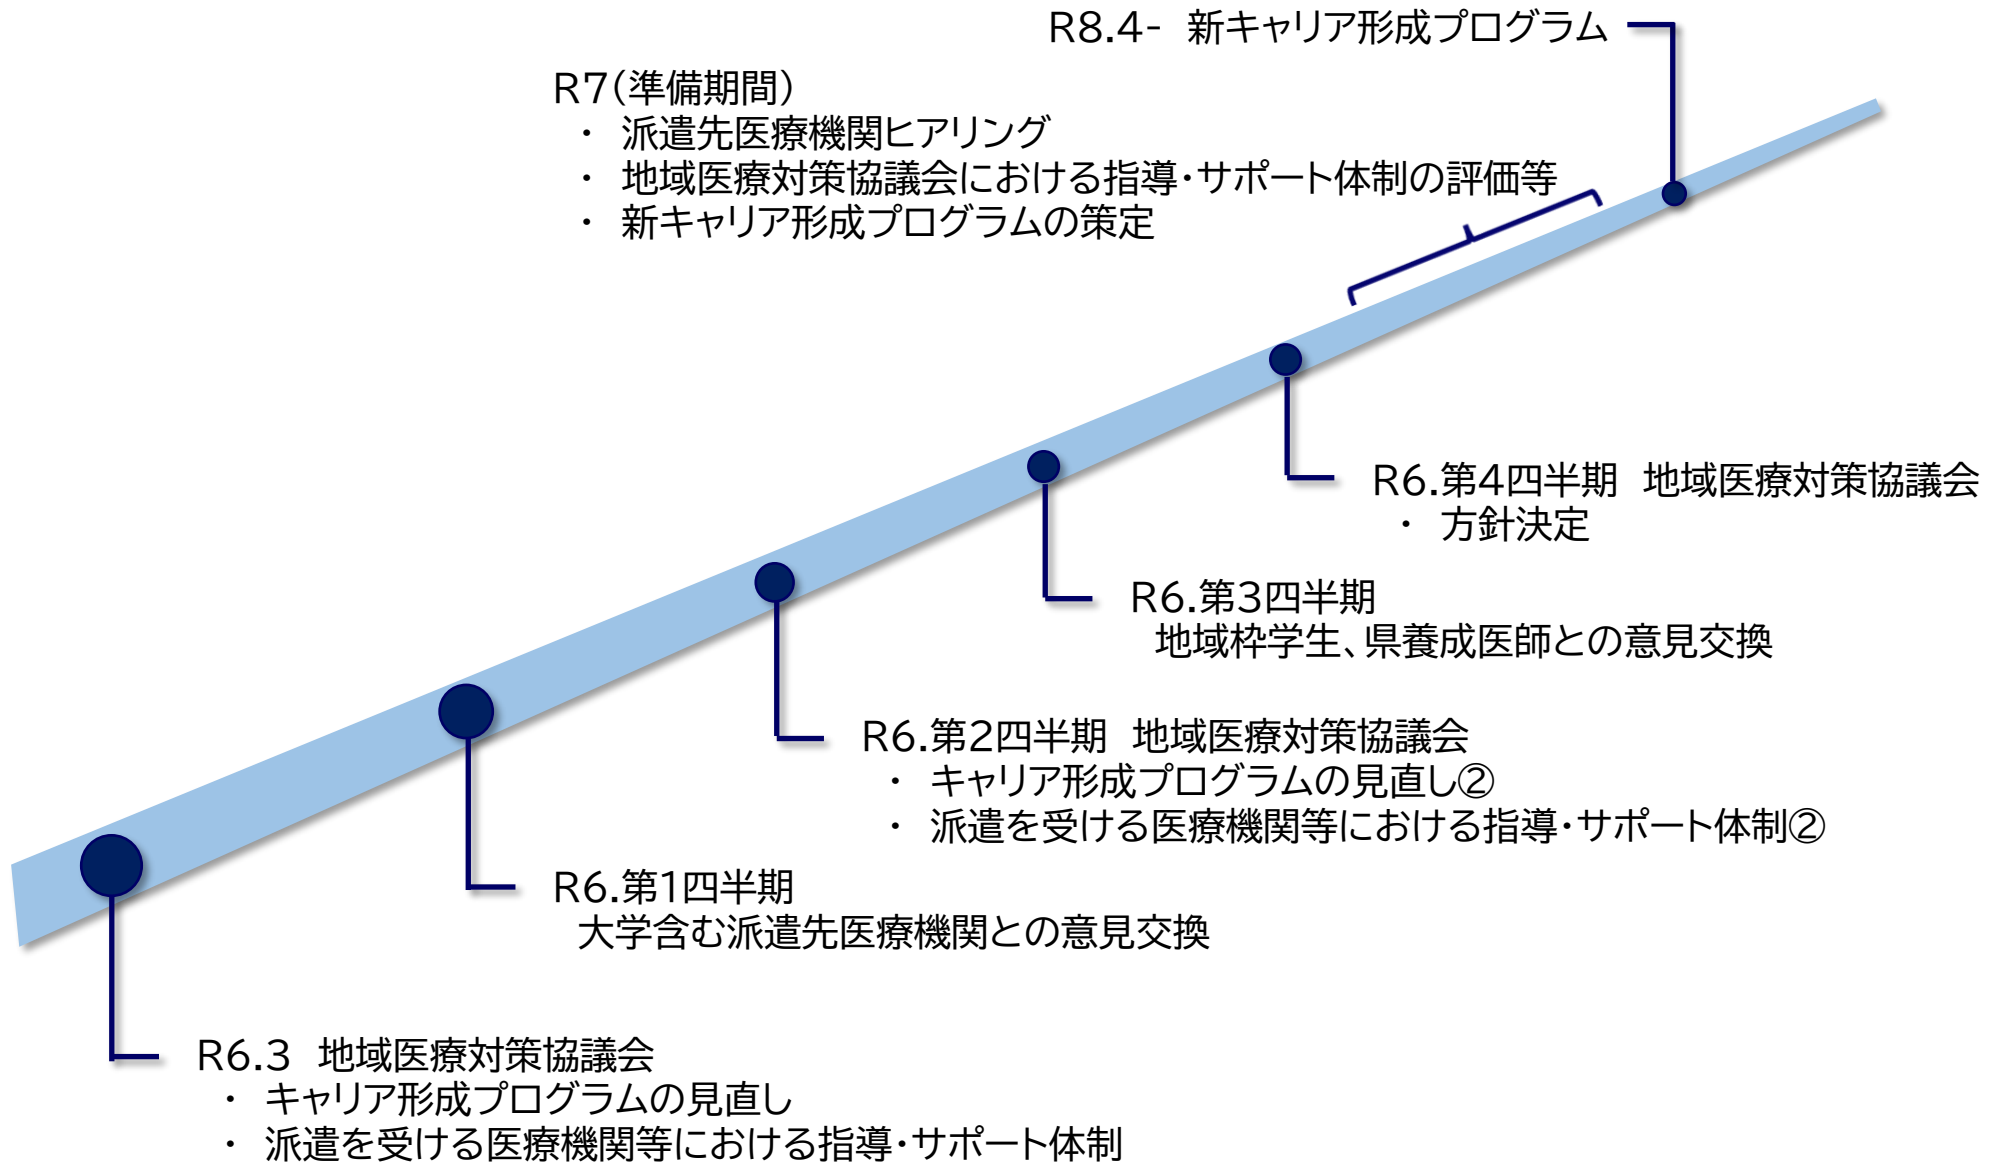 R8.4- 新キャリア形成プログラム
R7(準備期間)
・ 派遣先医療機関ヒアリング
・ 地域医療対策協議会における指導・サポート体制の評価等
・ 新キャリア形成プログラムの策定
R6.第4四半期 地域医療対策協議会
・ 方針決定
R6.第3四半期
地域枠学生、県養成医師との意見交換
R6.第2四半期 地域医療対策協議会
・ キャリア形成プログラムの見直し②
・ 派遣を受ける医療機関等における指導・サポート体制②
R6.第1四半期
大学含む派遣先医療機関との意見交換
R6.3 地域医療対策協議会
・ キャリア形成プログラムの見直し
・ 派遣を受ける医療機関等における指導・サポート体制